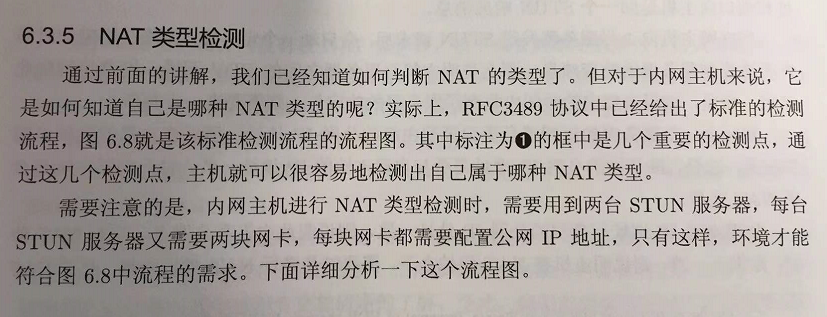 6.3.5 NAT 类型检测
通过前面的讲解，我们已经知道如何判断 NAT 的类型了。但对于内网主机来说，它
是如何知道自己是哪种 NAT 类型的呢？实际上，RFC3489 协议中已经给出了标准的检测
流程，图 6.8就是该标准检测流程的流程图。其中标注为❶的框中是几个重要的检测点，通
过这几个检测点，主机就可以很容易地检测出自己属于哪种 NAT 类型。
需要注意的是，内网主机进行 NAT 类型检测时，需要用到两台 STUN 服务器，每台
STUN 服务器又需要两块网卡，每块网卡都需要配置公网 IP 地址，只有这样，环境才能
符合图 6.8中流程的需求。下面详细分析一下这个流程图。